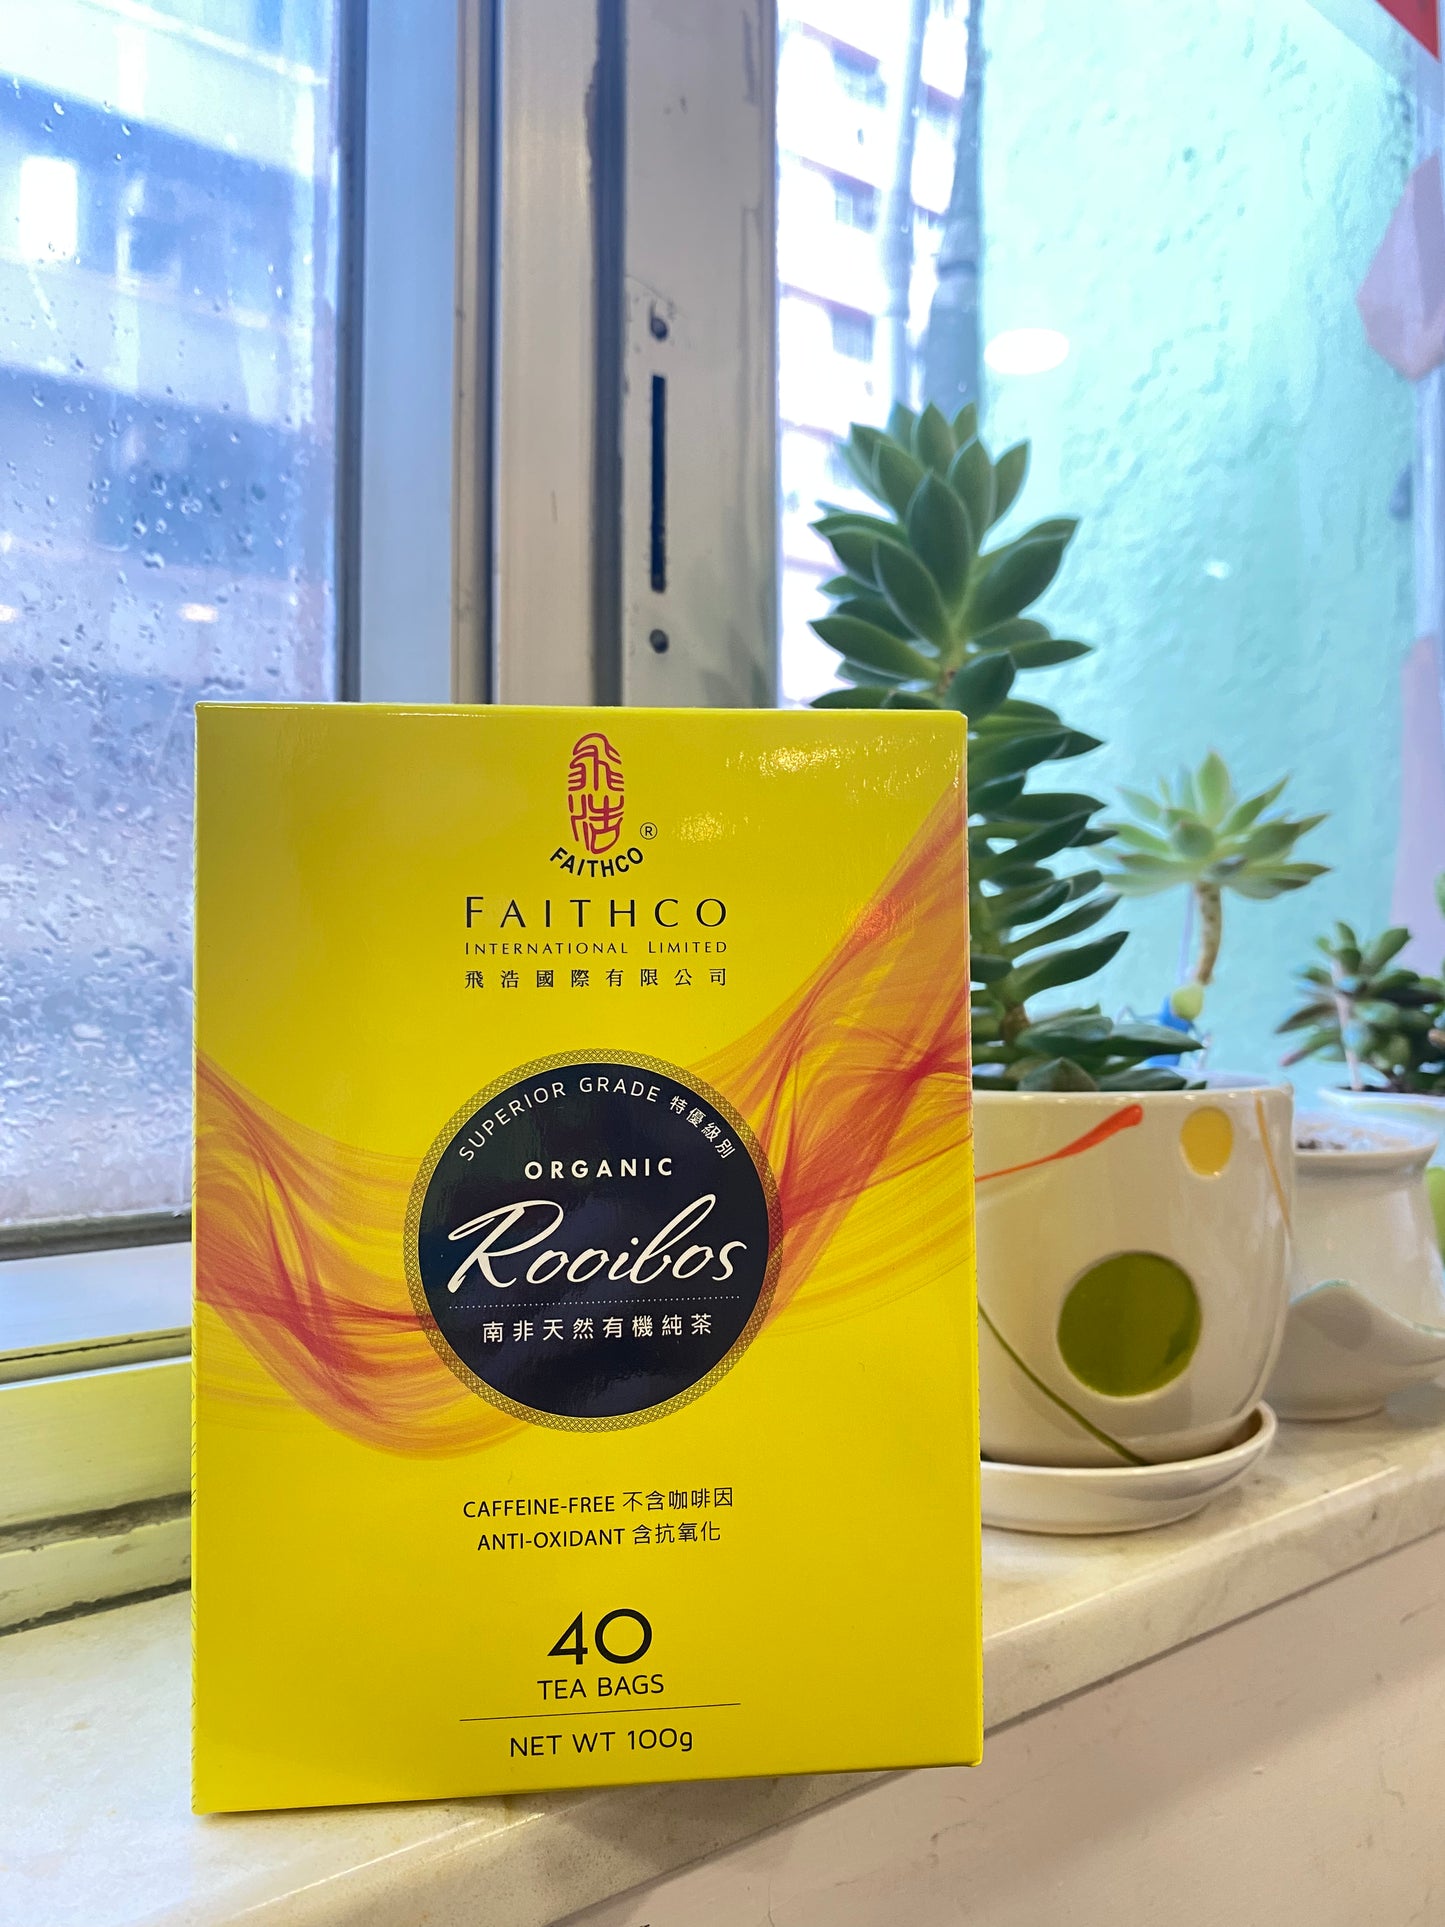 飛浩
®
FAITHCO
FAITHCO
INTERNATIONAL LIMITED
飛浩國際有限公司
SUPERIOR GRADE 特優級別
ORGANIC
Rooibos
南非天然有機純茶
CAFFEINE-FREE 不含咖啡因
ANTI-OXIDANT 含抗氧化
40
TEA BAGS
NET WT 100g